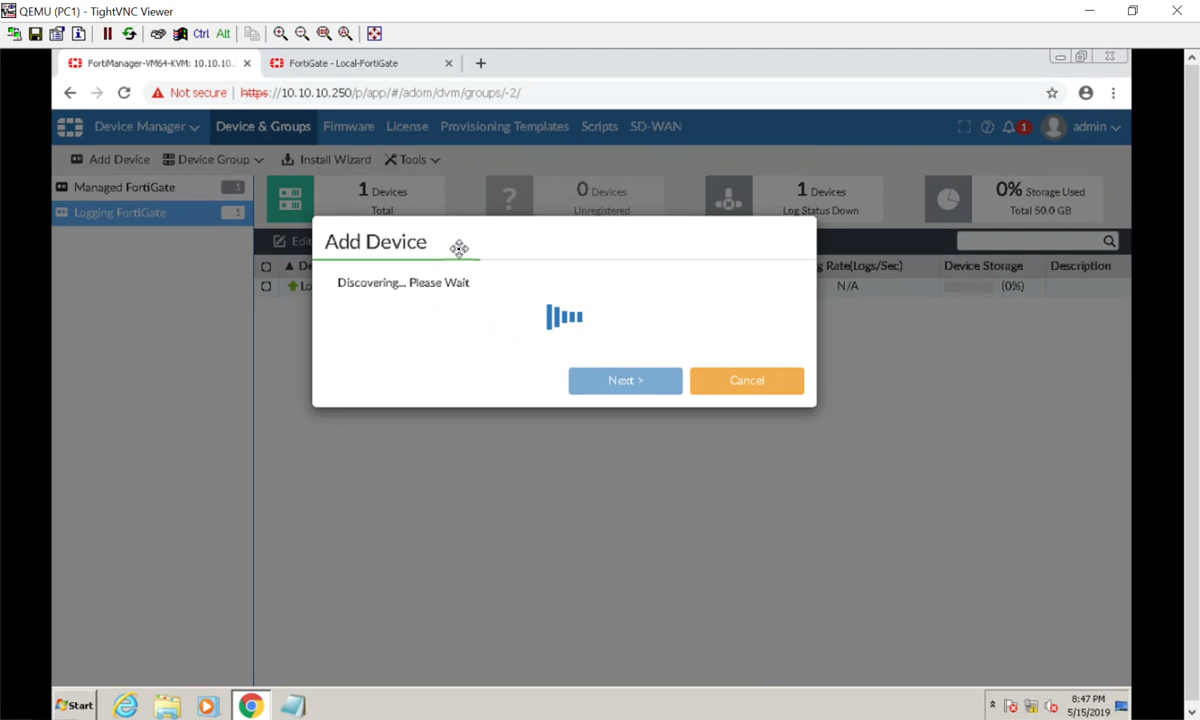 QEMU (PC1) - TightVNC Viewer
Ctrl Alt
FortiManager-VM64-KVM: 10.10.10.
FortiGate - Local-FortiGate
Not secure | https://10.10.10.250/p/app/#/adom/dvm/groups/-2/
Device Manager Device & Groups Firmware License Provisioning Templates Scripts SD-WAN 1 admin
Add Device Device Group Install Wizard Tools
Managed FortiGate 1
Logging FortiGate 1
1 Devices
Total
? 0 Devices
Unregistered
1 Devices
Log Status Down
0% Storage Used
Total 50.0 GB
Edi
De g Rate(Logs/Sec) Device Storage Description
Lo N/A (0%)
Add Device
Discovering... Please Wait
Next > Cancel
Start
8:47 PM
5/15/2019